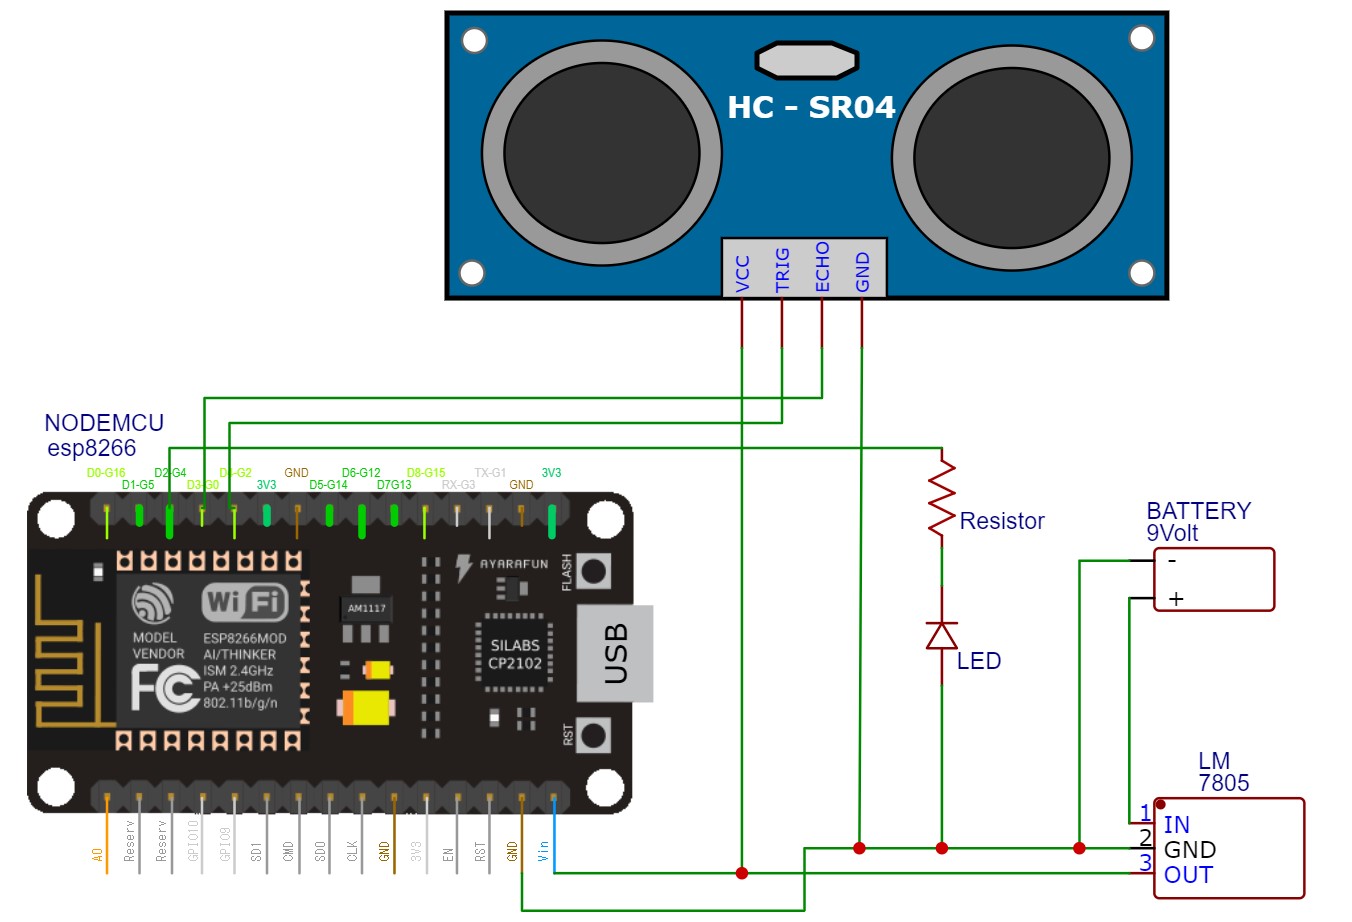 HC - SR04
VCC
TRIG
ECHO
GND
NODEMCU
esp8266
D0-G16
D1-G5
D2-G4
D3-G0
D4-G2
3V3
GND
D5-G14
D6-G12
D7G13
D8-G15
RX-G3
TX-G1
GND
3V3
Resistor
BATTERY
9Volt
-
+
AYARAFUN
FLASH
WiFi
MODEL
VENDOR
ESP8266MOD
AI/THINKER
ISM 2.4GHz
PA +25dBm
802.11b/g/n
FC
AM1117
SILABS
CP2102
USB
RST
LED
LM
7805
1 IN
2 GND
3 OUT
A0
Reserv
Reserv
GPIO10
GPIO9
SD1
CMD
SD0
CLK
GND
3V3
EN
RST
GND
Vin